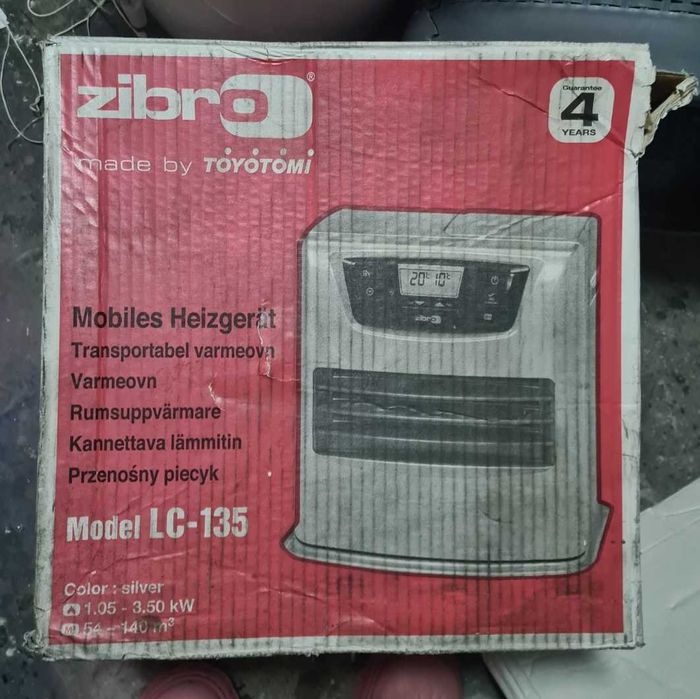 zibro®
made by TOYOTOMI
Guarantee
4
YEARS
20°C 10°C
zibro
Mobiles Heizgerät
Transportabel varmeovn
Varmeovn
Rumsuppvärmare
Kannettava lämmitin
Przenośny piecyk
Model LC-135
Color : silver
1.05 - 3.50 kW
54 - 140 m³